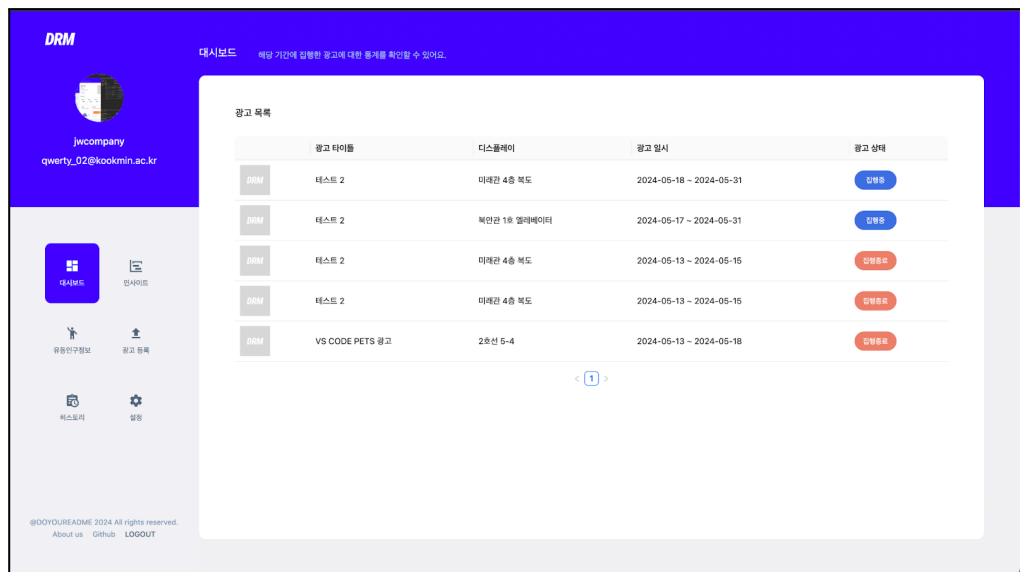 DRM
jwcompany
qwerty_02@kookmin.ac.kr
대시보드
인사이트
유동인구정보
광고 등록
히스토리
설정
@DOYOUREADME 2024 All rights reserved.
About us Github LOGOUT
대시보드 해당 기간에 집행한 광고에 대한 통계를 확인할 수 있어요.
광고 목록
광고 타이틀 디스플레이 광고 일시 광고 상태
DRM 테스트 2 미래관 4층 복도 2024-05-18 ~ 2024-05-31 집행중
DRM 테스트 2 북악관 1호 엘레베이터 2024-05-17 ~ 2024-05-31 집행중
DRM 테스트 2 미래관 4층 복도 2024-05-13 ~ 2024-05-15 집행종료
DRM 테스트 2 미래관 4층 복도 2024-05-13 ~ 2024-05-15 집행종료
DRM VS CODE PETS 광고 2호선 5-4 2024-05-13 ~ 2024-05-18 집행종료
< 1 >